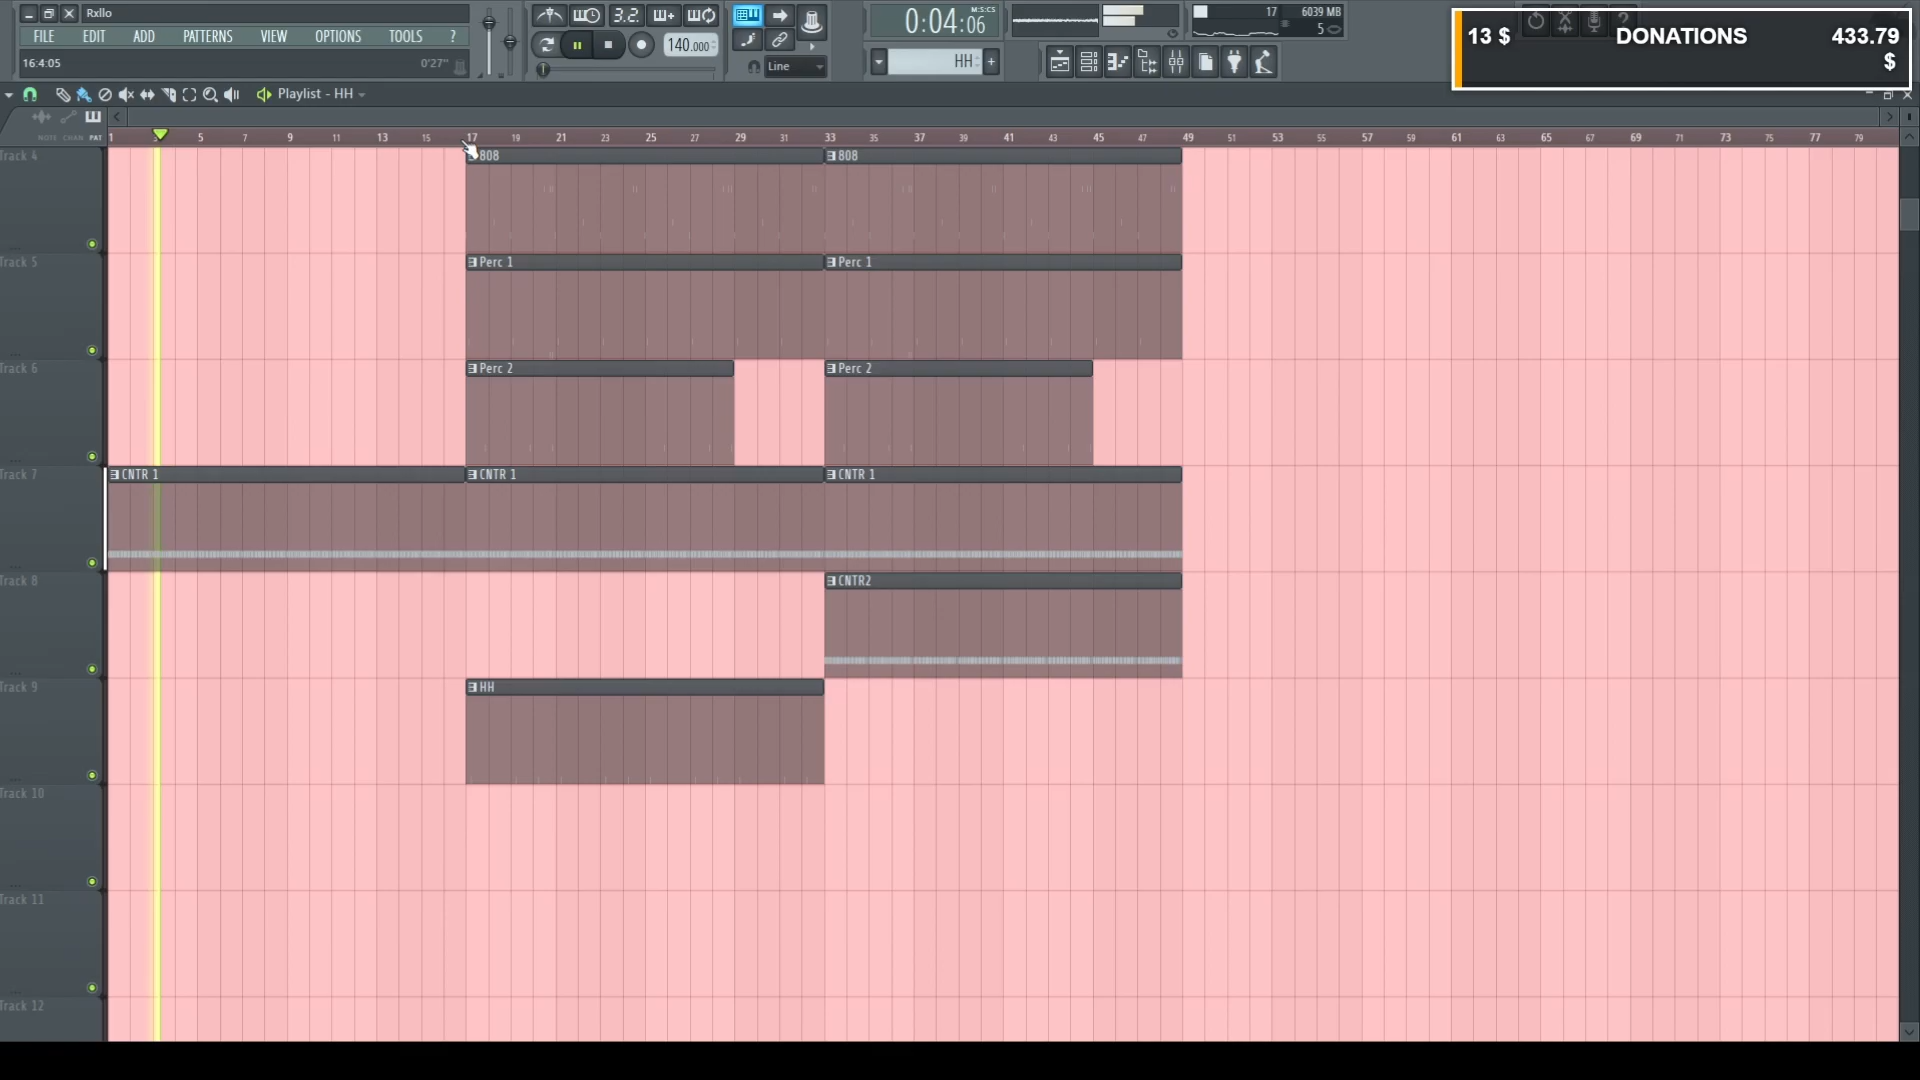 Rxllo
FILE EDIT ADD PATTERNS VIEW OPTIONS TOOLS ?
16:4:05 0'27"
3.2.
140.000
Line
0:04:06 M:S:CS
HH
17 6039 MB
5
13 $ DONATIONS 433.79
$
Playlist - HH
NOTE CHAN PAT
1 5 7 9 11 13 15 17 19 21 23 25 27 29 31 33 35 37 39 41 43 45 47 49 51 53 55 57 59 61 63 65 67 69 71 73 75 77 79
Track 4
808 808
Track 5
Perc 1 Perc 1
Track 6
Perc 2 Perc 2
Track 7
CNTR 1 CNTR 1 CNTR 1
Track 8
CNTR2
Track 9
HH
Track 10
Track 11
Track 12